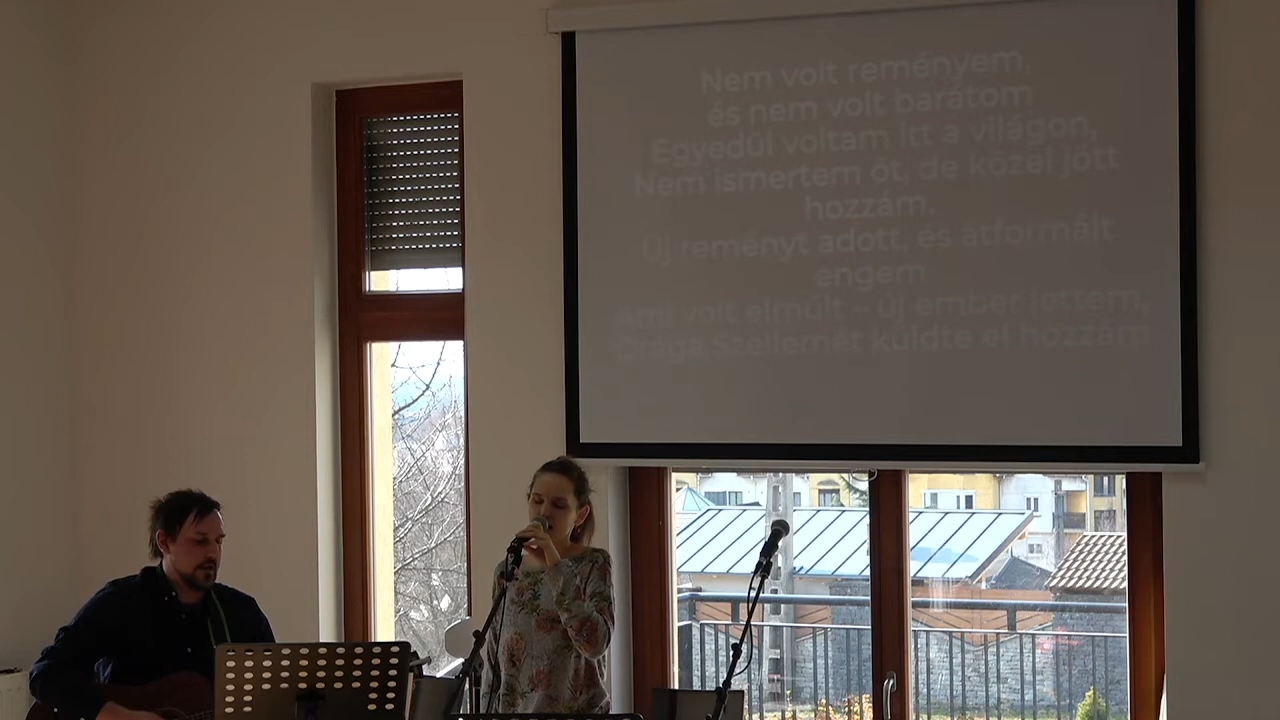 Nem volt reményem,
és nem volt barátom
Egyedül voltam itt a világon,
Nem ismertem őt, de közel jött
hozzám.
Új reményt adott, és átformált
engem
Ami volt elmúlt – új ember lettem,
Drága Szellemét küldte el hozzám